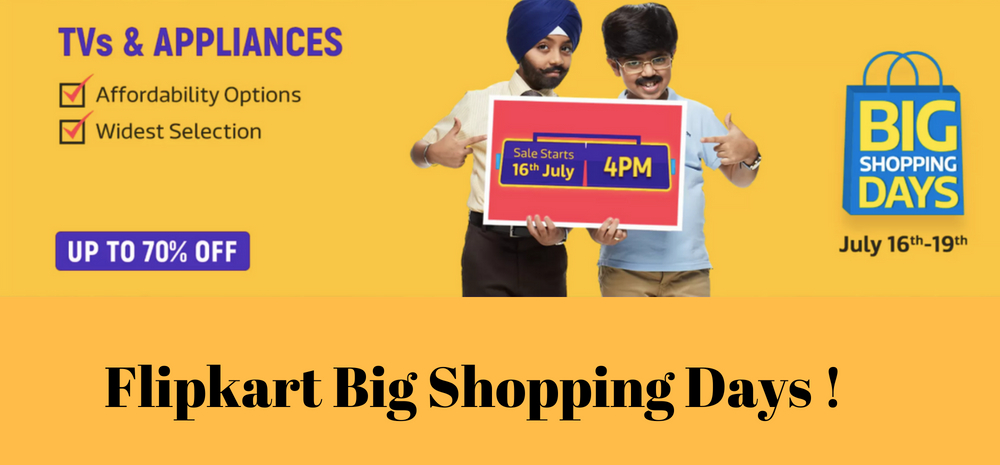 TVs & APPLIANCES
Affordability Options
Widest Selection
UP TO 70% OFF
Sale Starts
16th July
4PM
BIG
SHOPPING
DAYS
July 16th-19th
Flipkart Big Shopping Days !